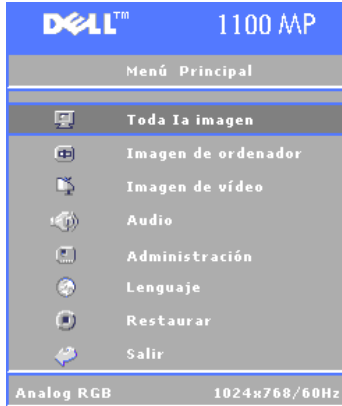 DELL™ 1100 MP
Menú Principal
Toda Ia imagen
Imagen de ordenador
Imagen de vídeo
Audio
Administración
Lenguaje
Restaurar
Salir
Analog RGB 1024x768/60Hz